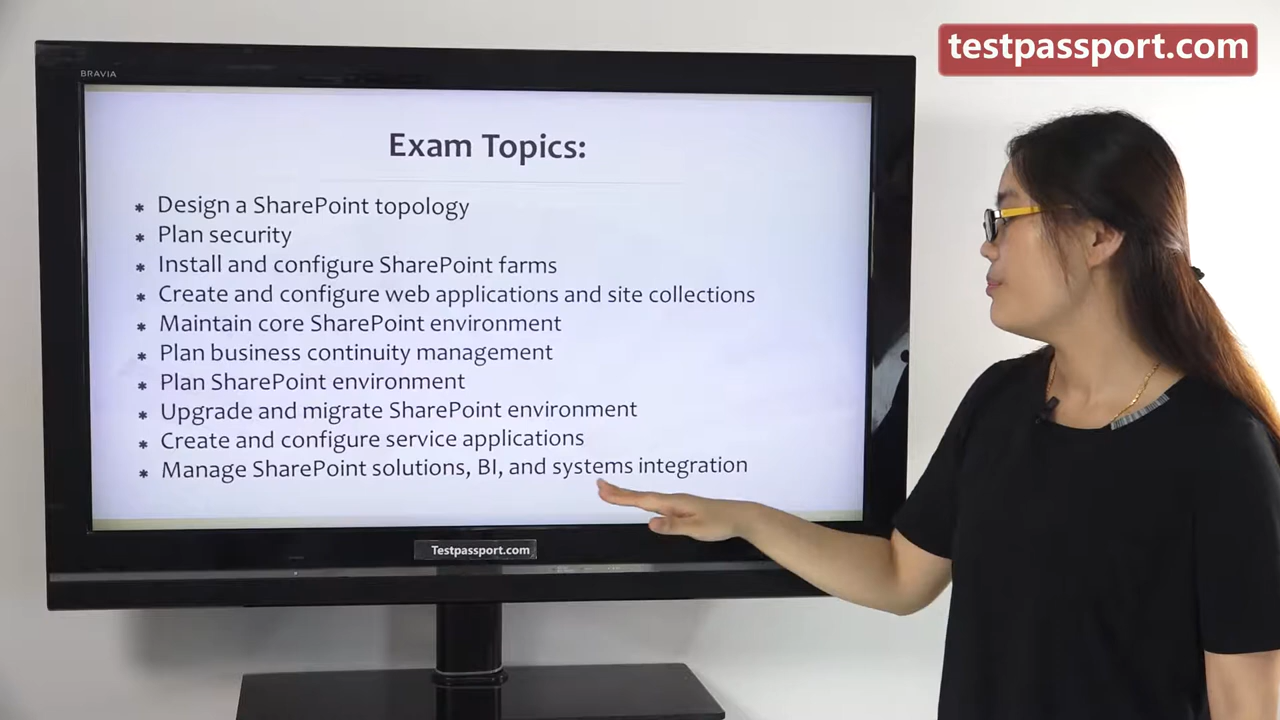 testpassport.com
BRAVIA
Exam Topics:
* Design a SharePoint topology
* Plan security
* Install and configure SharePoint farms
* Create and configure web applications and site collections
* Maintain core SharePoint environment
* Plan business continuity management
* Plan SharePoint environment
* Upgrade and migrate SharePoint environment
* Create and configure service applications
* Manage SharePoint solutions, BI, and systems integration
Testpassport.com